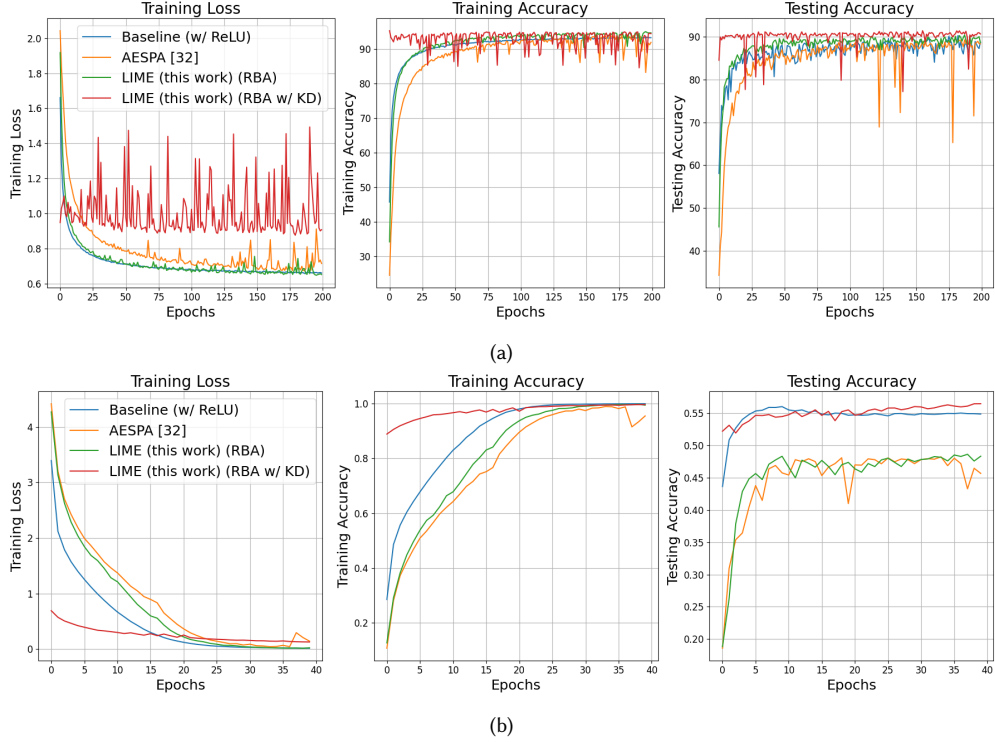 Training Loss
Training Accuracy
Testing Accuracy
Baseline (w/ ReLU)
AESPA [32]
LIME (this work) (RBA)
LIME (this work) (RBA w/ KD)
Training Loss
2.0
1.8
1.6
1.4
1.2
1.0
0.8
0.6
0 25 50 75 100 125 150 175 200
Epochs
Training Accuracy
90
80
70
60
50
40
30
0 25 50 75 100 125 150 175 200
Epochs
Testing Accuracy
90
80
70
60
50
40
0 25 50 75 100 125 150 175 200
Epochs
(a)
Training Loss
Training Accuracy
Testing Accuracy
Baseline (w/ ReLU)
AESPA [32]
LIME (this work) (RBA)
LIME (this work) (RBA w/ KD)
Training Loss
4
3
2
1
0
0 5 10 15 20 25 30 35 40
Epochs
Training Accuracy
1.0
0.8
0.6
0.4
0.2
0 5 10 15 20 25 30 35 40
Epochs
Testing Accuracy
0.55
0.50
0.45
0.40
0.35
0.30
0.25
0.20
0 5 10 15 20 25 30 35 40
Epochs
(b)